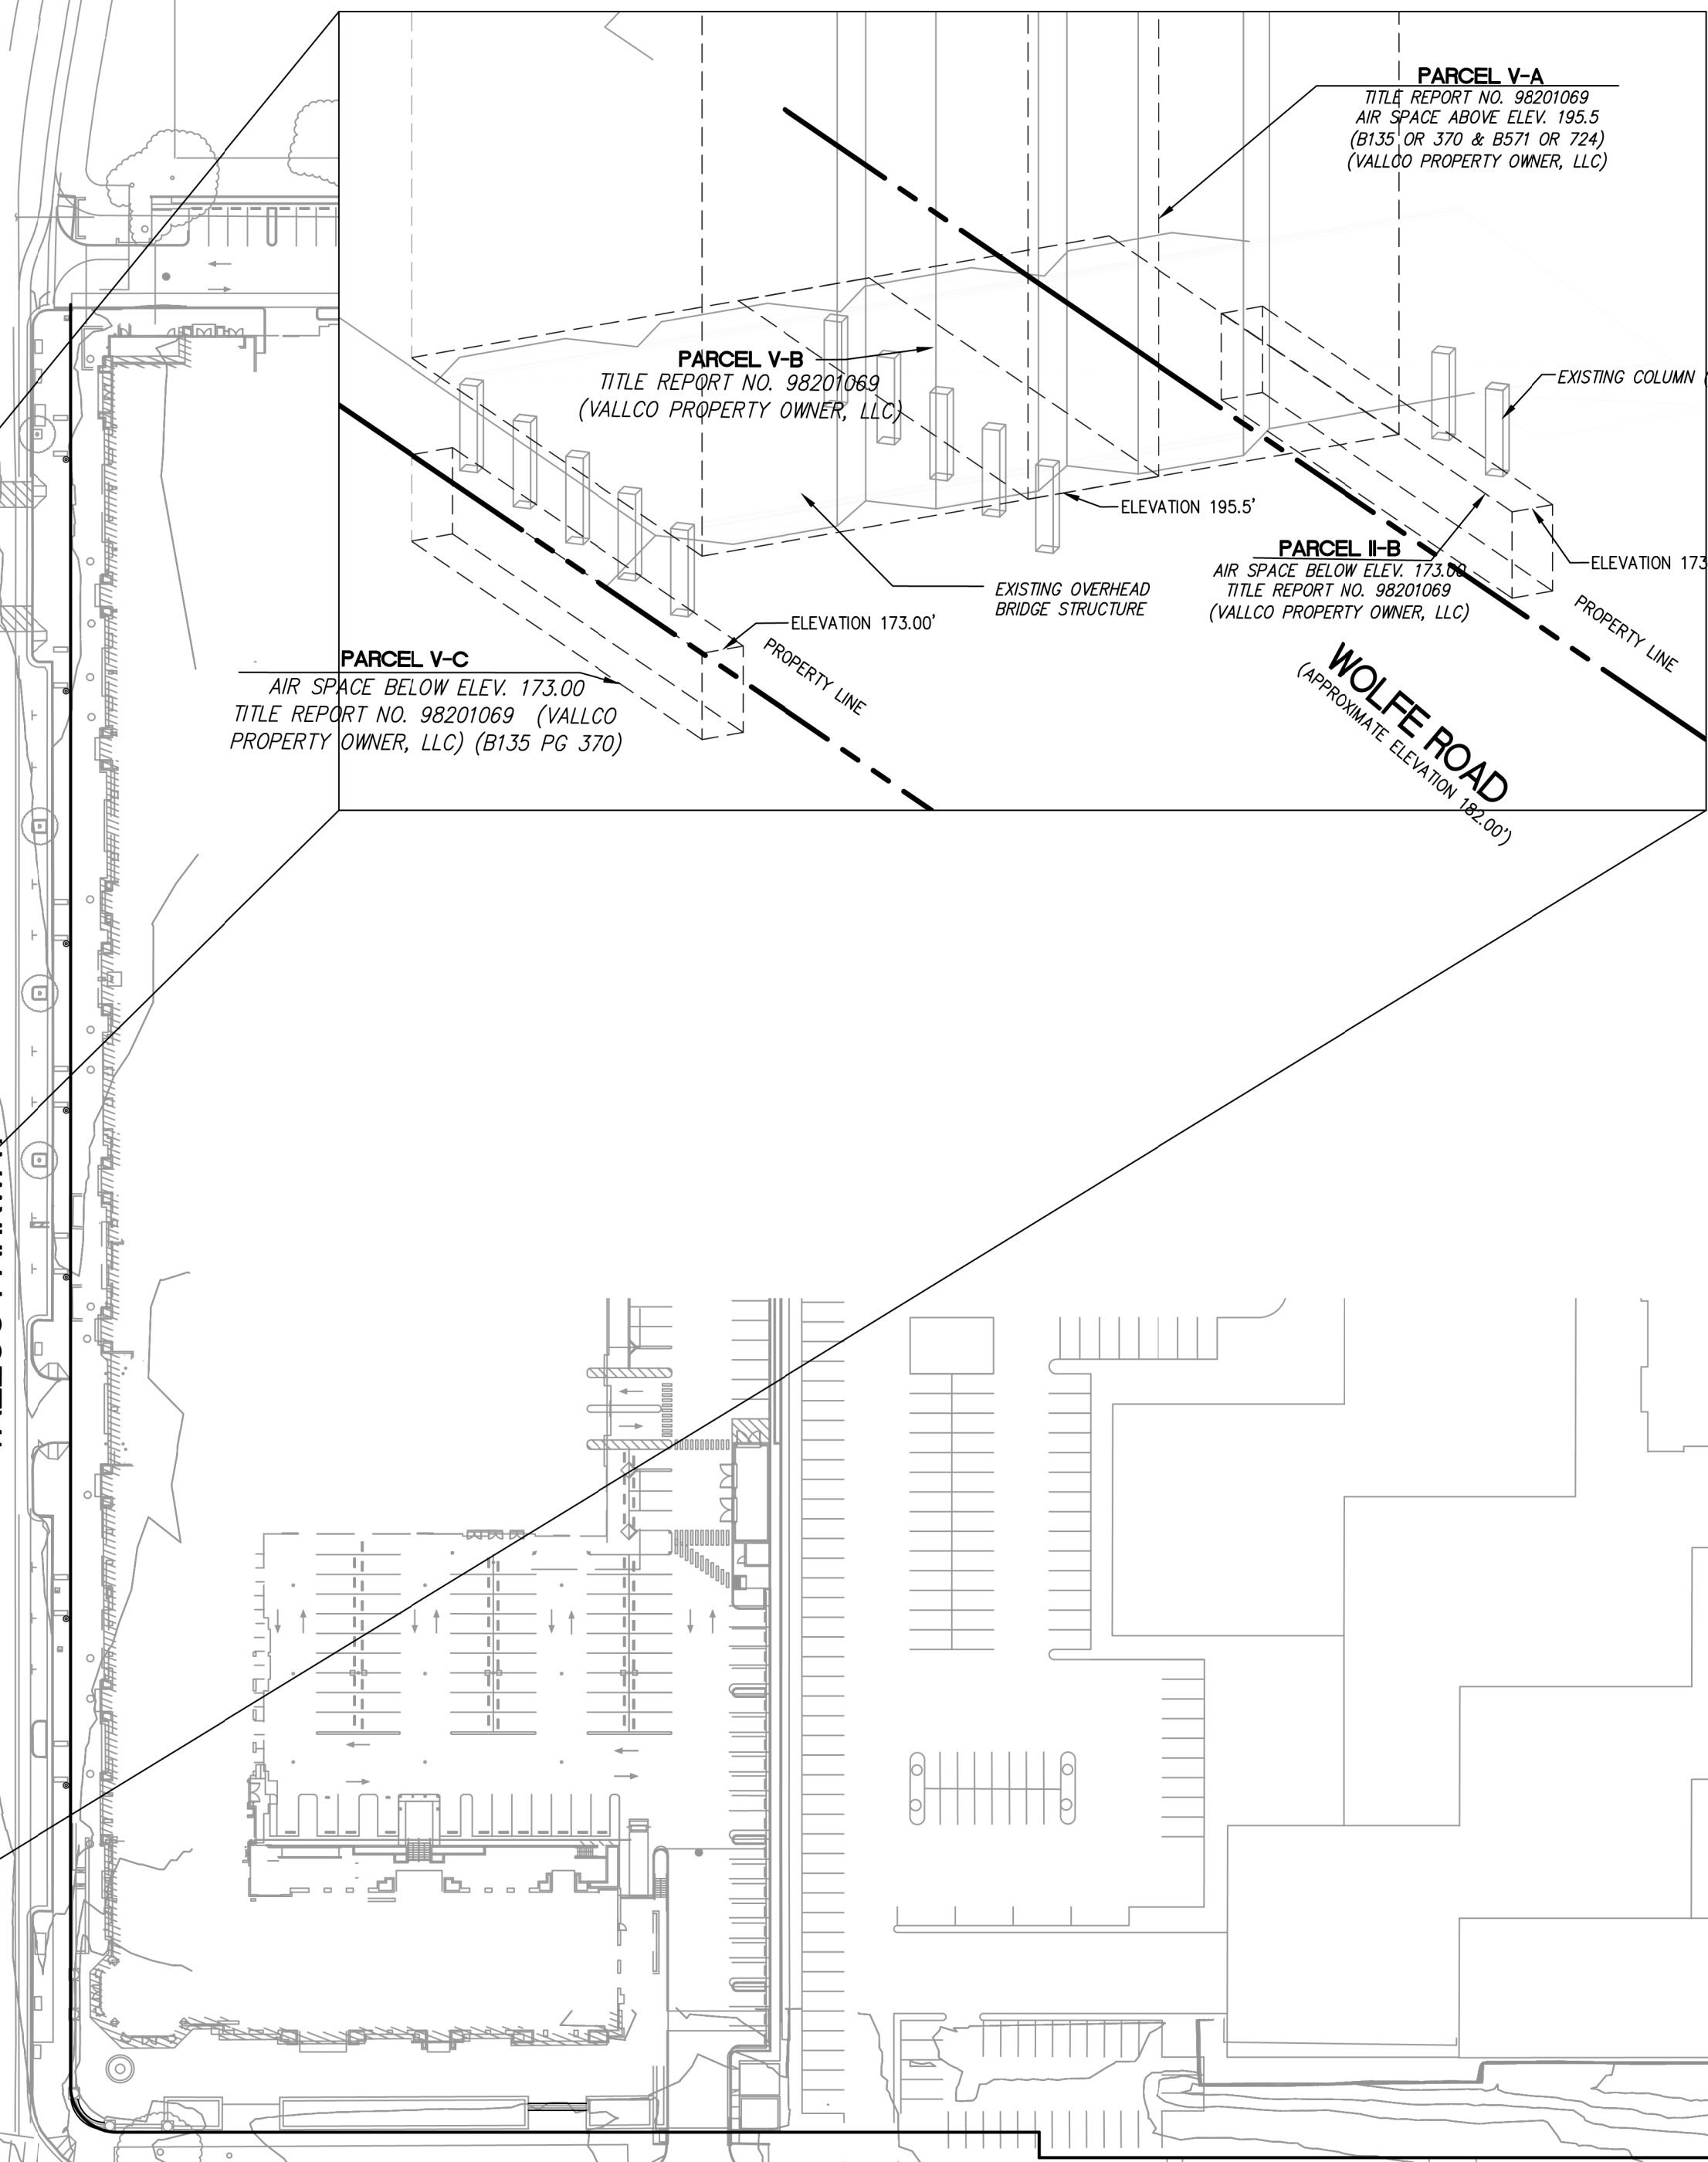 PARCEL V-A
TITLE REPORT NO. 98201069
AIR SPACE ABOVE ELEV. 195.5
(B135 OR 370 & B571 OR 724)
(VALLCO PROPERTY OWNER, LLC)
PARCEL V-B
TITLE REPORT NO. 98201069
(VALLCO PROPERTY OWNER, LLC)
EXISTING COLUMN (
ELEVATION 195.5'
PARCEL II-B
AIR SPACE BELOW ELEV. 173.00
TITLE REPORT NO. 98201069
(VALLCO PROPERTY OWNER, LLC)
ELEVATION 173
EXISTING OVERHEAD
BRIDGE STRUCTURE
ELEVATION 173.00'
PROPERTY LINE
PROPERTY LINE
PARCEL V-C
AIR SPACE BELOW ELEV. 173.00
TITLE REPORT NO. 98201069 (VALLCO
PROPERTY OWNER, LLC) (B135 PG 370)
WOLFE ROAD
(APPROXIMATE ELEVATION 182.00')